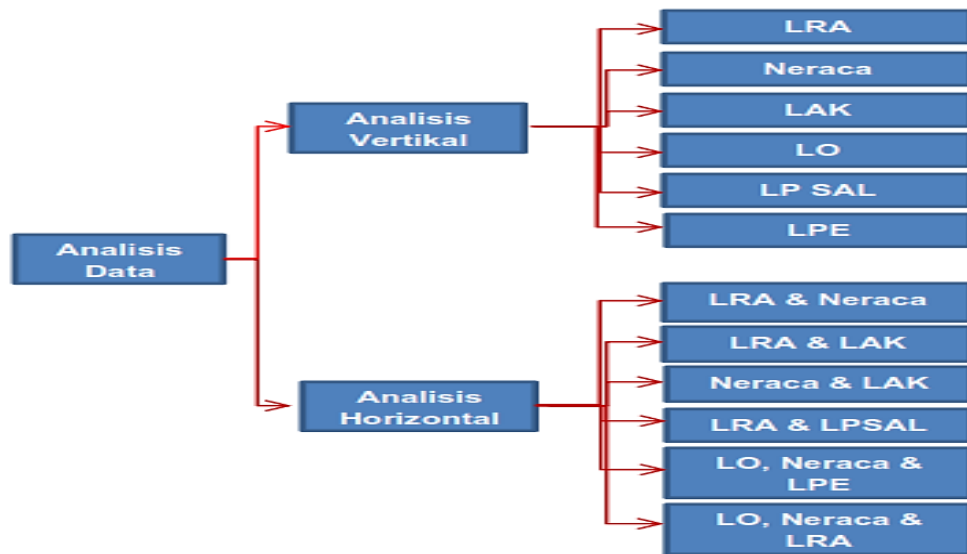 Analisis
Data
Analisis
Vertikal
LRA
Neraca
LAK
LO
LP SAL
LPE
Analisis
Horizontal
LRA & Neraca
LRA & LAK
Neraca & LAK
LRA & LPSAL
LO, Neraca &
LPE
LO, Neraca &
LRA